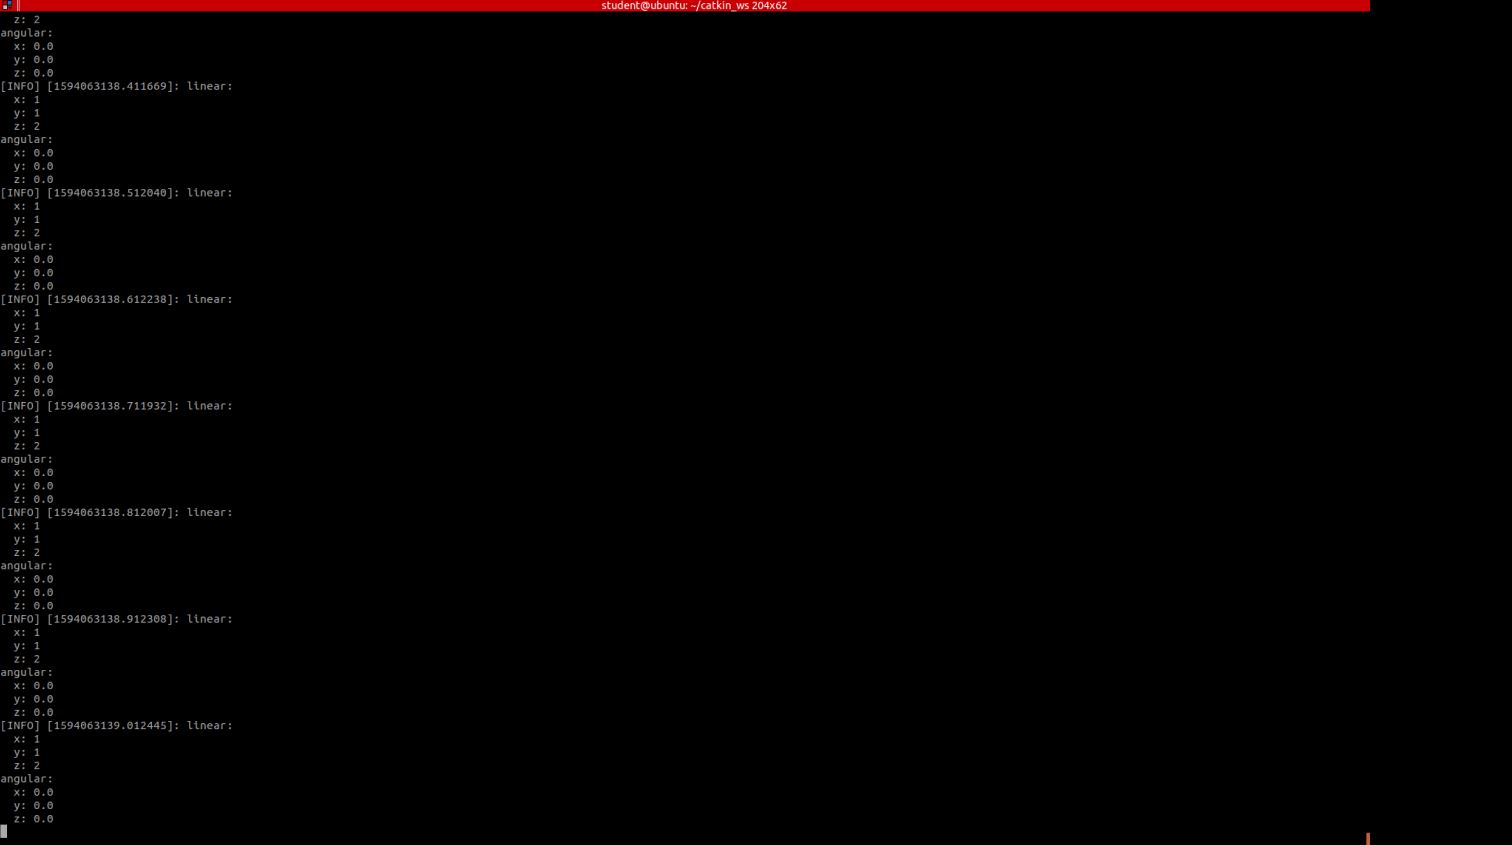 student@ubuntu: ~/catkin_ws 204x62
  z: 2
angular:
  x: 0.0
  y: 0.0
  z: 0.0
[INFO] [1594063138.411669]: linear:
  x: 1
  y: 1
  z: 2
angular:
  x: 0.0
  y: 0.0
  z: 0.0
[INFO] [1594063138.512040]: linear:
  x: 1
  y: 1
  z: 2
angular:
  x: 0.0
  y: 0.0
  z: 0.0
[INFO] [1594063138.612238]: linear:
  x: 1
  y: 1
  z: 2
angular:
  x: 0.0
  y: 0.0
  z: 0.0
[INFO] [1594063138.711932]: linear:
  x: 1
  y: 1
  z: 2
angular:
  x: 0.0
  y: 0.0
  z: 0.0
[INFO] [1594063138.812007]: linear:
  x: 1
  y: 1
  z: 2
angular:
  x: 0.0
  y: 0.0
  z: 0.0
[INFO] [1594063138.912308]: linear:
  x: 1
  y: 1
  z: 2
angular:
  x: 0.0
  y: 0.0
  z: 0.0
[INFO] [1594063139.012445]: linear:
  x: 1
  y: 1
  z: 2
angular:
  x: 0.0
  y: 0.0
  z: 0.0